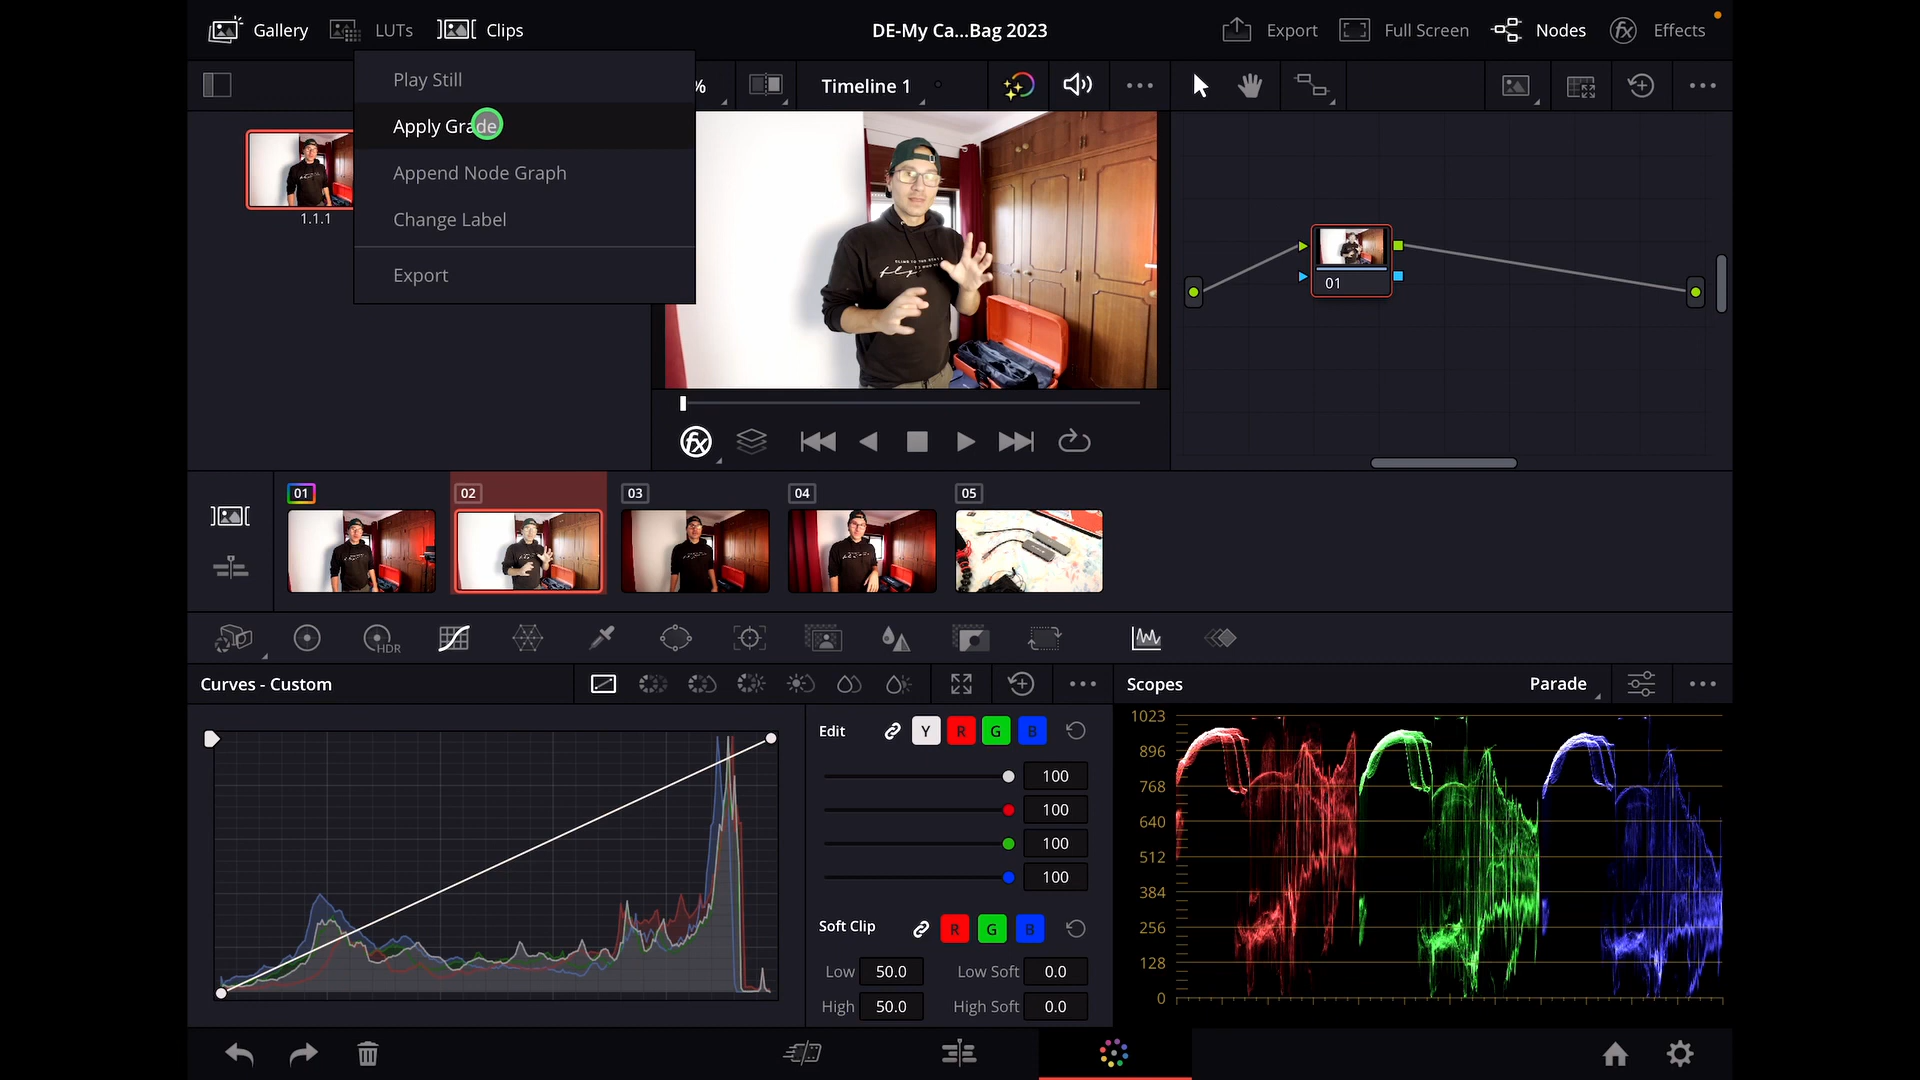 Gallery
LUTs
Clips
DE-My Ca...Bag 2023
Export
Full Screen
Nodes
Effects
Play Still
Apply Grade
Append Node Graph
Change Label
Export
%
Timeline 1
1.1.1
01
01
02
03
04
05
HDR
Curves - Custom
Scopes
Parade
Edit
Y
R
G
B
100
100
100
100
Soft Clip
R
G
B
Low 50.0 Low Soft 0.0
High 50.0 High Soft 0.0
1023
896
768
640
512
384
256
128
0